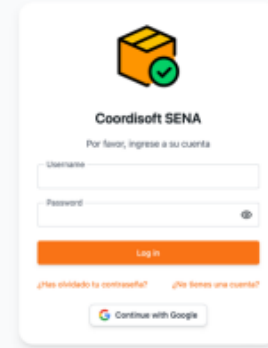 Coordisoft SENA
Por favor, ingrese a su cuenta
Username
Password
Log in
¿Has olvidado tu contraseña? ¿No tienes una cuenta?
Continue with Google